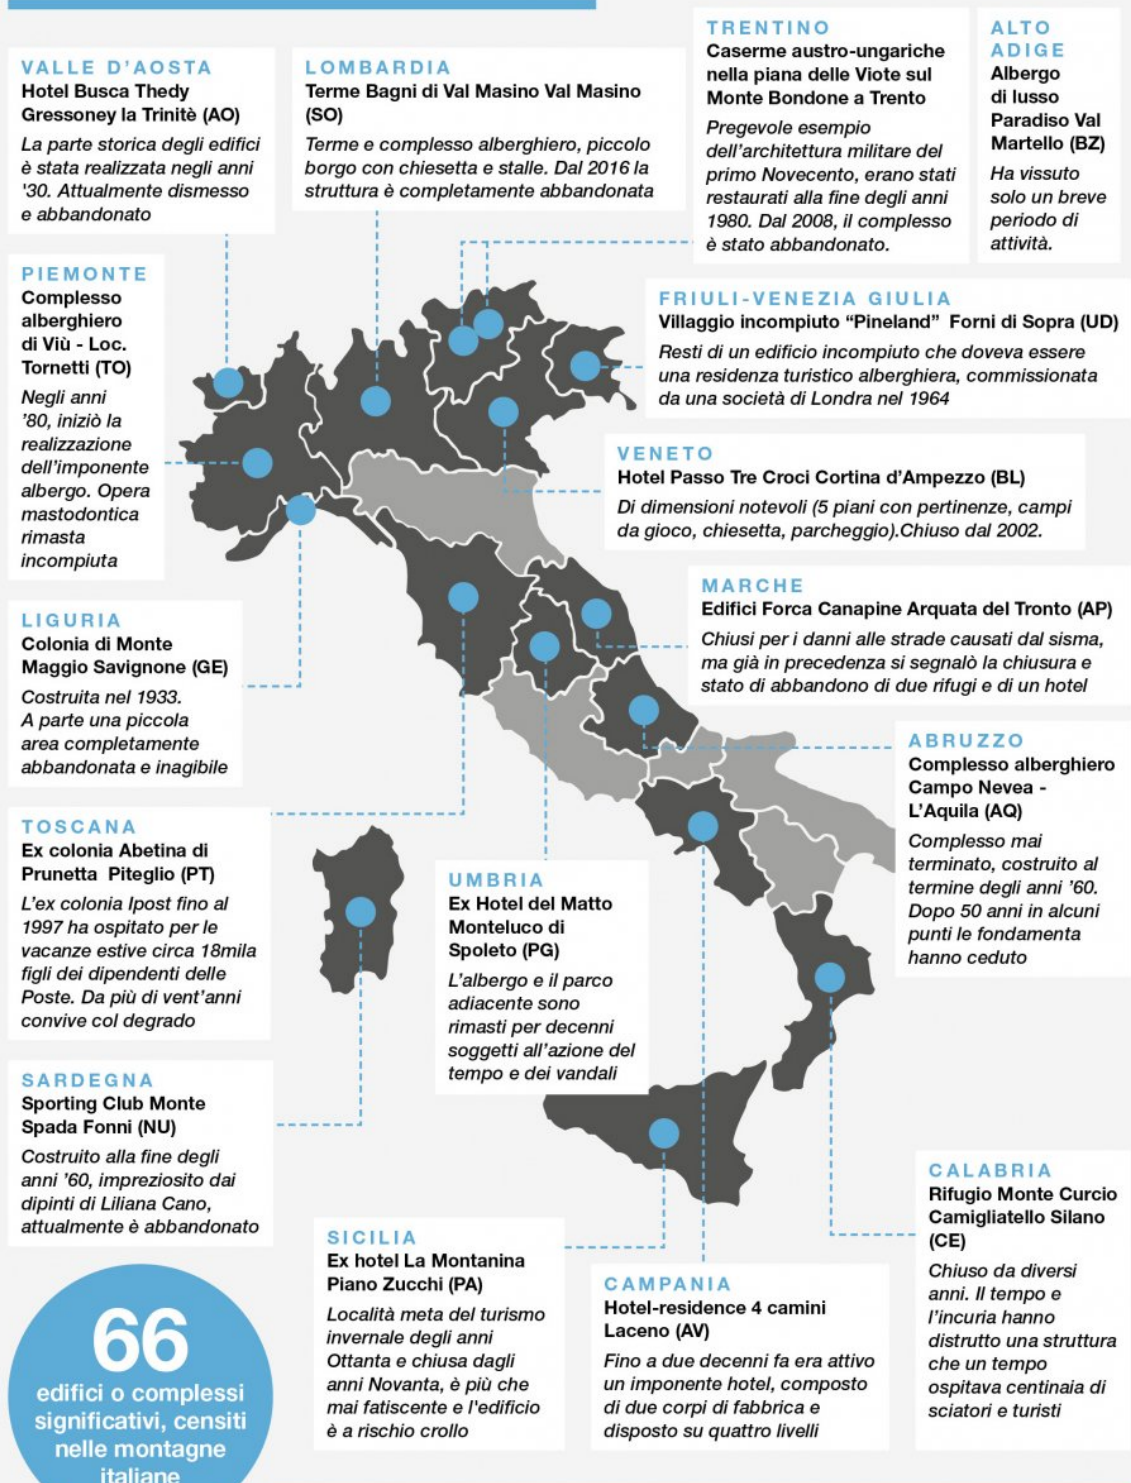 VALLE D'AOSTA
Hotel Busca Thedy
Gressoney la Trinitè (AO)
La parte storica degli edifici
è stata realizzata negli anni
'30. Attualmente dismesso
e abbandonato
LOMBARDIA
Terme Bagni di Val Masino Val Masino
(SO)
Terme e complesso alberghiero, piccolo
borgo con chiesetta e stalle. Dal 2016 la
struttura è completamente abbandonata
TRENTINO
Caserme austro-ungariche
nella piana delle Viote sul
Monte Bondone a Trento
Pregevole esempio
dell'architettura militare del
primo Novecento, erano stati
restaurati alla fine degli anni
1980. Dal 2008, il complesso
è stato abbandonato.
ALTO
ADIGE
Albergo
di lusso
Paradiso Val
Martello (BZ)
Ha vissuto
solo un breve
periodo di
attività.
PIEMONTE
Complesso
alberghiero
di Viù - Loc.
Tornetti (TO)
Negli anni
'80, iniziò la
realizzazione
dell'imponente
albergo. Opera
mastodontica
rimasta
incompiuta
FRIULI-VENEZIA GIULIA
Villaggio incompiuto “Pineland” Forni di Sopra (UD)
Resti di un edificio incompiuto che doveva essere
una residenza turistico alberghiera, commissionata
da una società di Londra nel 1964
VENETO
Hotel Passo Tre Croci Cortina d'Ampezzo (BL)
Di dimensioni notevoli (5 piani con pertinenze, campi
da gioco, chiesetta, parcheggio).Chiuso dal 2002.
MARCHE
Edifici Forca Canapine Arquata del Tronto (AP)
Chiusi per i danni alle strade causati dal sisma,
ma già in precedenza si segnalò la chiusura e
stato di abbandono di due rifugi e di un hotel
LIGURIA
Colonia di Monte
Maggio Savignone (GE)
Costruita nel 1933.
A parte una piccola
area completamente
abbandonata e inagibile
ABRUZZO
Complesso alberghiero
Campo Nevea -
L'Aquila (AQ)
Complesso mai
terminato, costruito al
termine degli anni '60.
Dopo 50 anni in alcuni
punti le fondamenta
hanno ceduto
TOSCANA
Ex colonia Abetina di
Prunetta Piteglio (PT)
L'ex colonia Ipost fino al
1997 ha ospitato per le
vacanze estive circa 18mila
figli dei dipendenti delle
Poste. Da più di vent'anni
convive col degrado
UMBRIA
Ex Hotel del Matto
Monteluco di
Spoleto (PG)
L'albergo e il parco
adiacente sono
rimasti per decenni
soggetti all'azione del
tempo e dei vandali
SARDEGNA
Sporting Club Monte
Spada Fonni (NU)
Costruito alla fine degli
anni '60, impreziosito dai
dipinti di Liliana Cano,
attualmente è abbandonato
SICILIA
Ex hotel La Montanina
Piano Zucchi (PA)
Località meta del turismo
invernale degli anni
Ottanta e chiusa dagli
anni Novanta, è più che
mai fatiscente e l'edificio
è a rischio crollo
CAMPANIA
Hotel-residence 4 camini
Laceno (AV)
Fino a due decenni fa era attivo
un imponente hotel, composto
di due corpi di fabbrica e
disposto su quattro livelli
CALABRIA
Rifugio Monte Curcio
Camigliatello Silano
(CE)
Chiuso da diversi
anni. Il tempo e
l'incuria hanno
distrutto una struttura
che un tempo
ospitava centinaia di
sciatori e turisti
66
edifici o complessi
significativi, censiti
nelle montagne
italiane